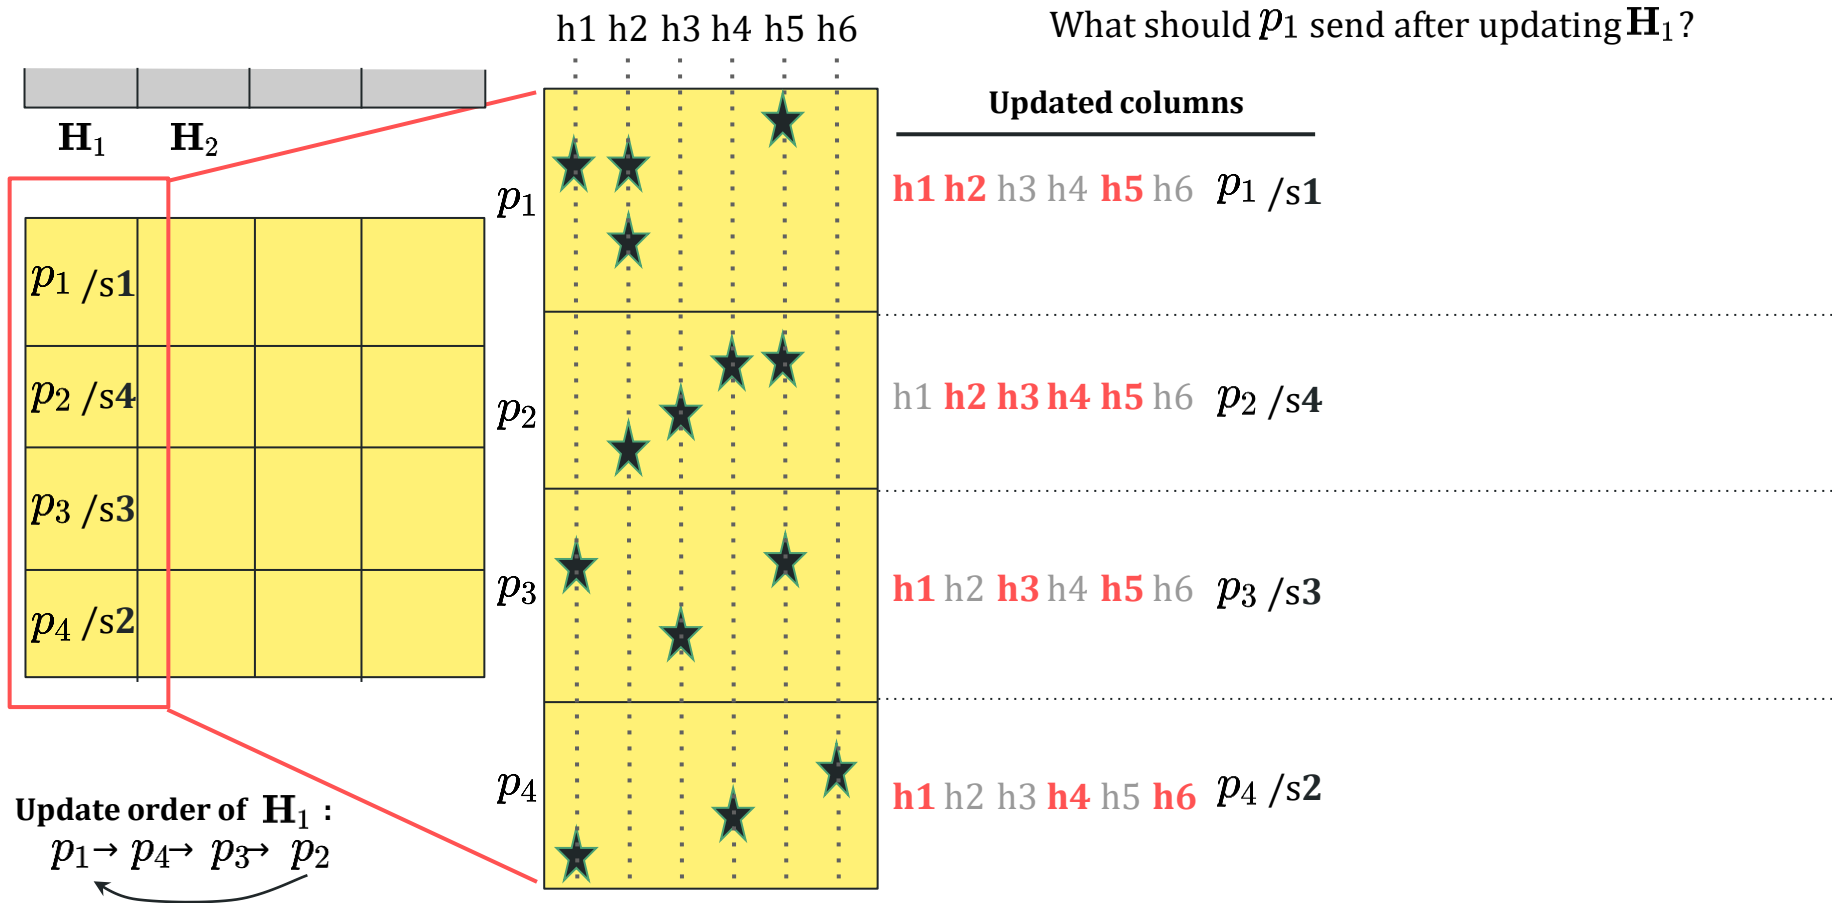 h1 h2 h3 h4 h5 h6
What should p₁ send after updating H₁?
H₁ H₂
Updated columns
p₁ /s1
p₂ /s4
p₃ /s3
p₄ /s2
p₁
h1 h2 h3 h4 h5 h6 p₁ /s1
p₂
h1 h2 h3 h4 h5 h6 p₂ /s4
p₃
h1 h2 h3 h4 h5 h6 p₃ /s3
p₄
h1 h2 h3 h4 h5 h6 p₄ /s2
Update order of H₁ :
p₁→ p₄→ p₃→ p₂